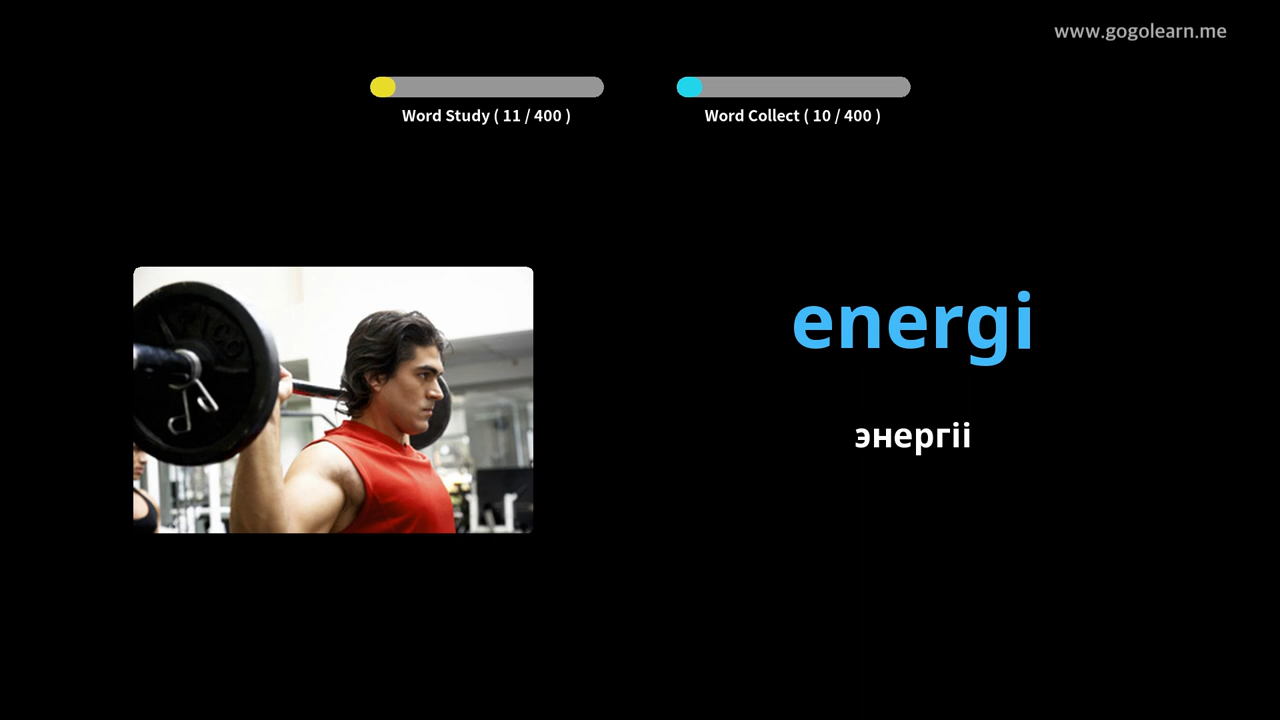 www.gogolearn.me
Word Study ( 11 / 400 )
Word Collect ( 10 / 400 )
energi
энергіі